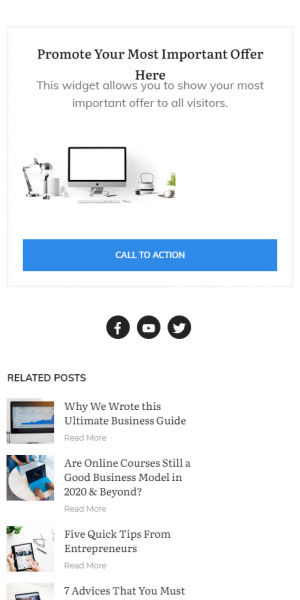 Promote Your Most Important Offer
Here
This widget allows you to show your most
important offer to all visitors.
CALL TO ACTION
RELATED POSTS
Why We Wrote this
Ultimate Business Guide
Read More
Are Online Courses Still a
Good Business Model in
2020 & Beyond?
Read More
Five Quick Tips From
Entrepreneurs
Read More
7 Advices That You Must